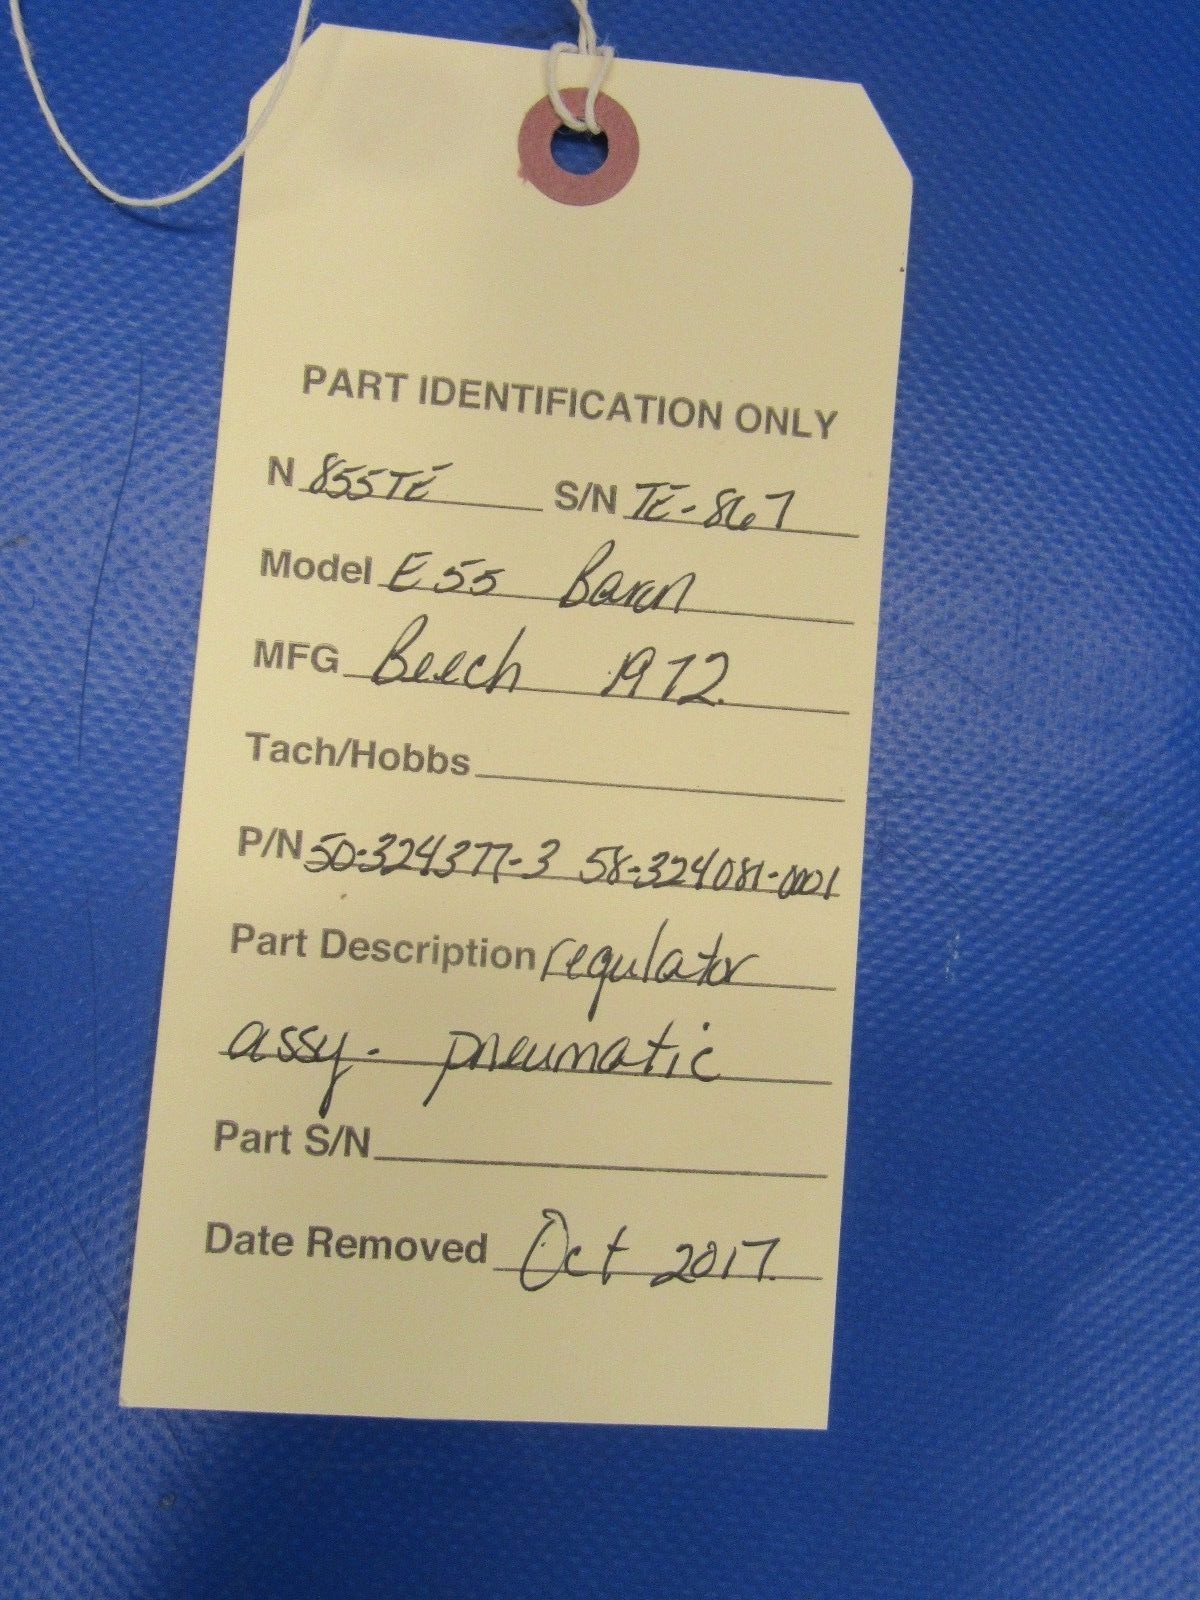 PART IDENTIFICATION ONLY
N 855TE S/N TE-867
Model E55 Baron
MFG Beech 1972
Tach/Hobbs
P/N 50-324377-3 58-324081-0001
Part Description regulator
assy. pneumatic
Part S/N
Date Removed Oct 2017